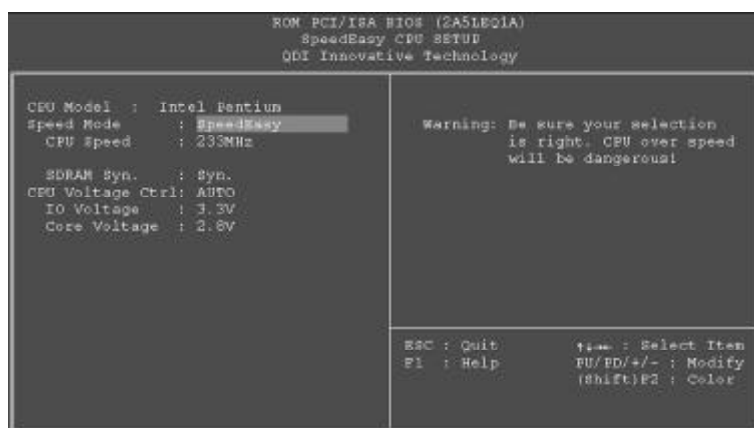 ROM PCI/ISA BIOS (2A5LEQ1A)
SpeedEasy CPU SETUP
QDI Innovative Technology
CPU Model : Intel Pentium
Speed Mode : SpeedEasy
CPU Speed : 233MHz
SDRAM Syn. : Syn.
CPU Voltage Ctrl: AUTO
IO Voltage : 3.3V
Core Voltage : 2.8V
Warning: Be sure your selection
is right. CPU over speed
will be dangerous!
ESC : Quit
↑↓→← : Select Item
F1 : Help
PU/PD/+/- : Modify
(Shift)F2 : Color